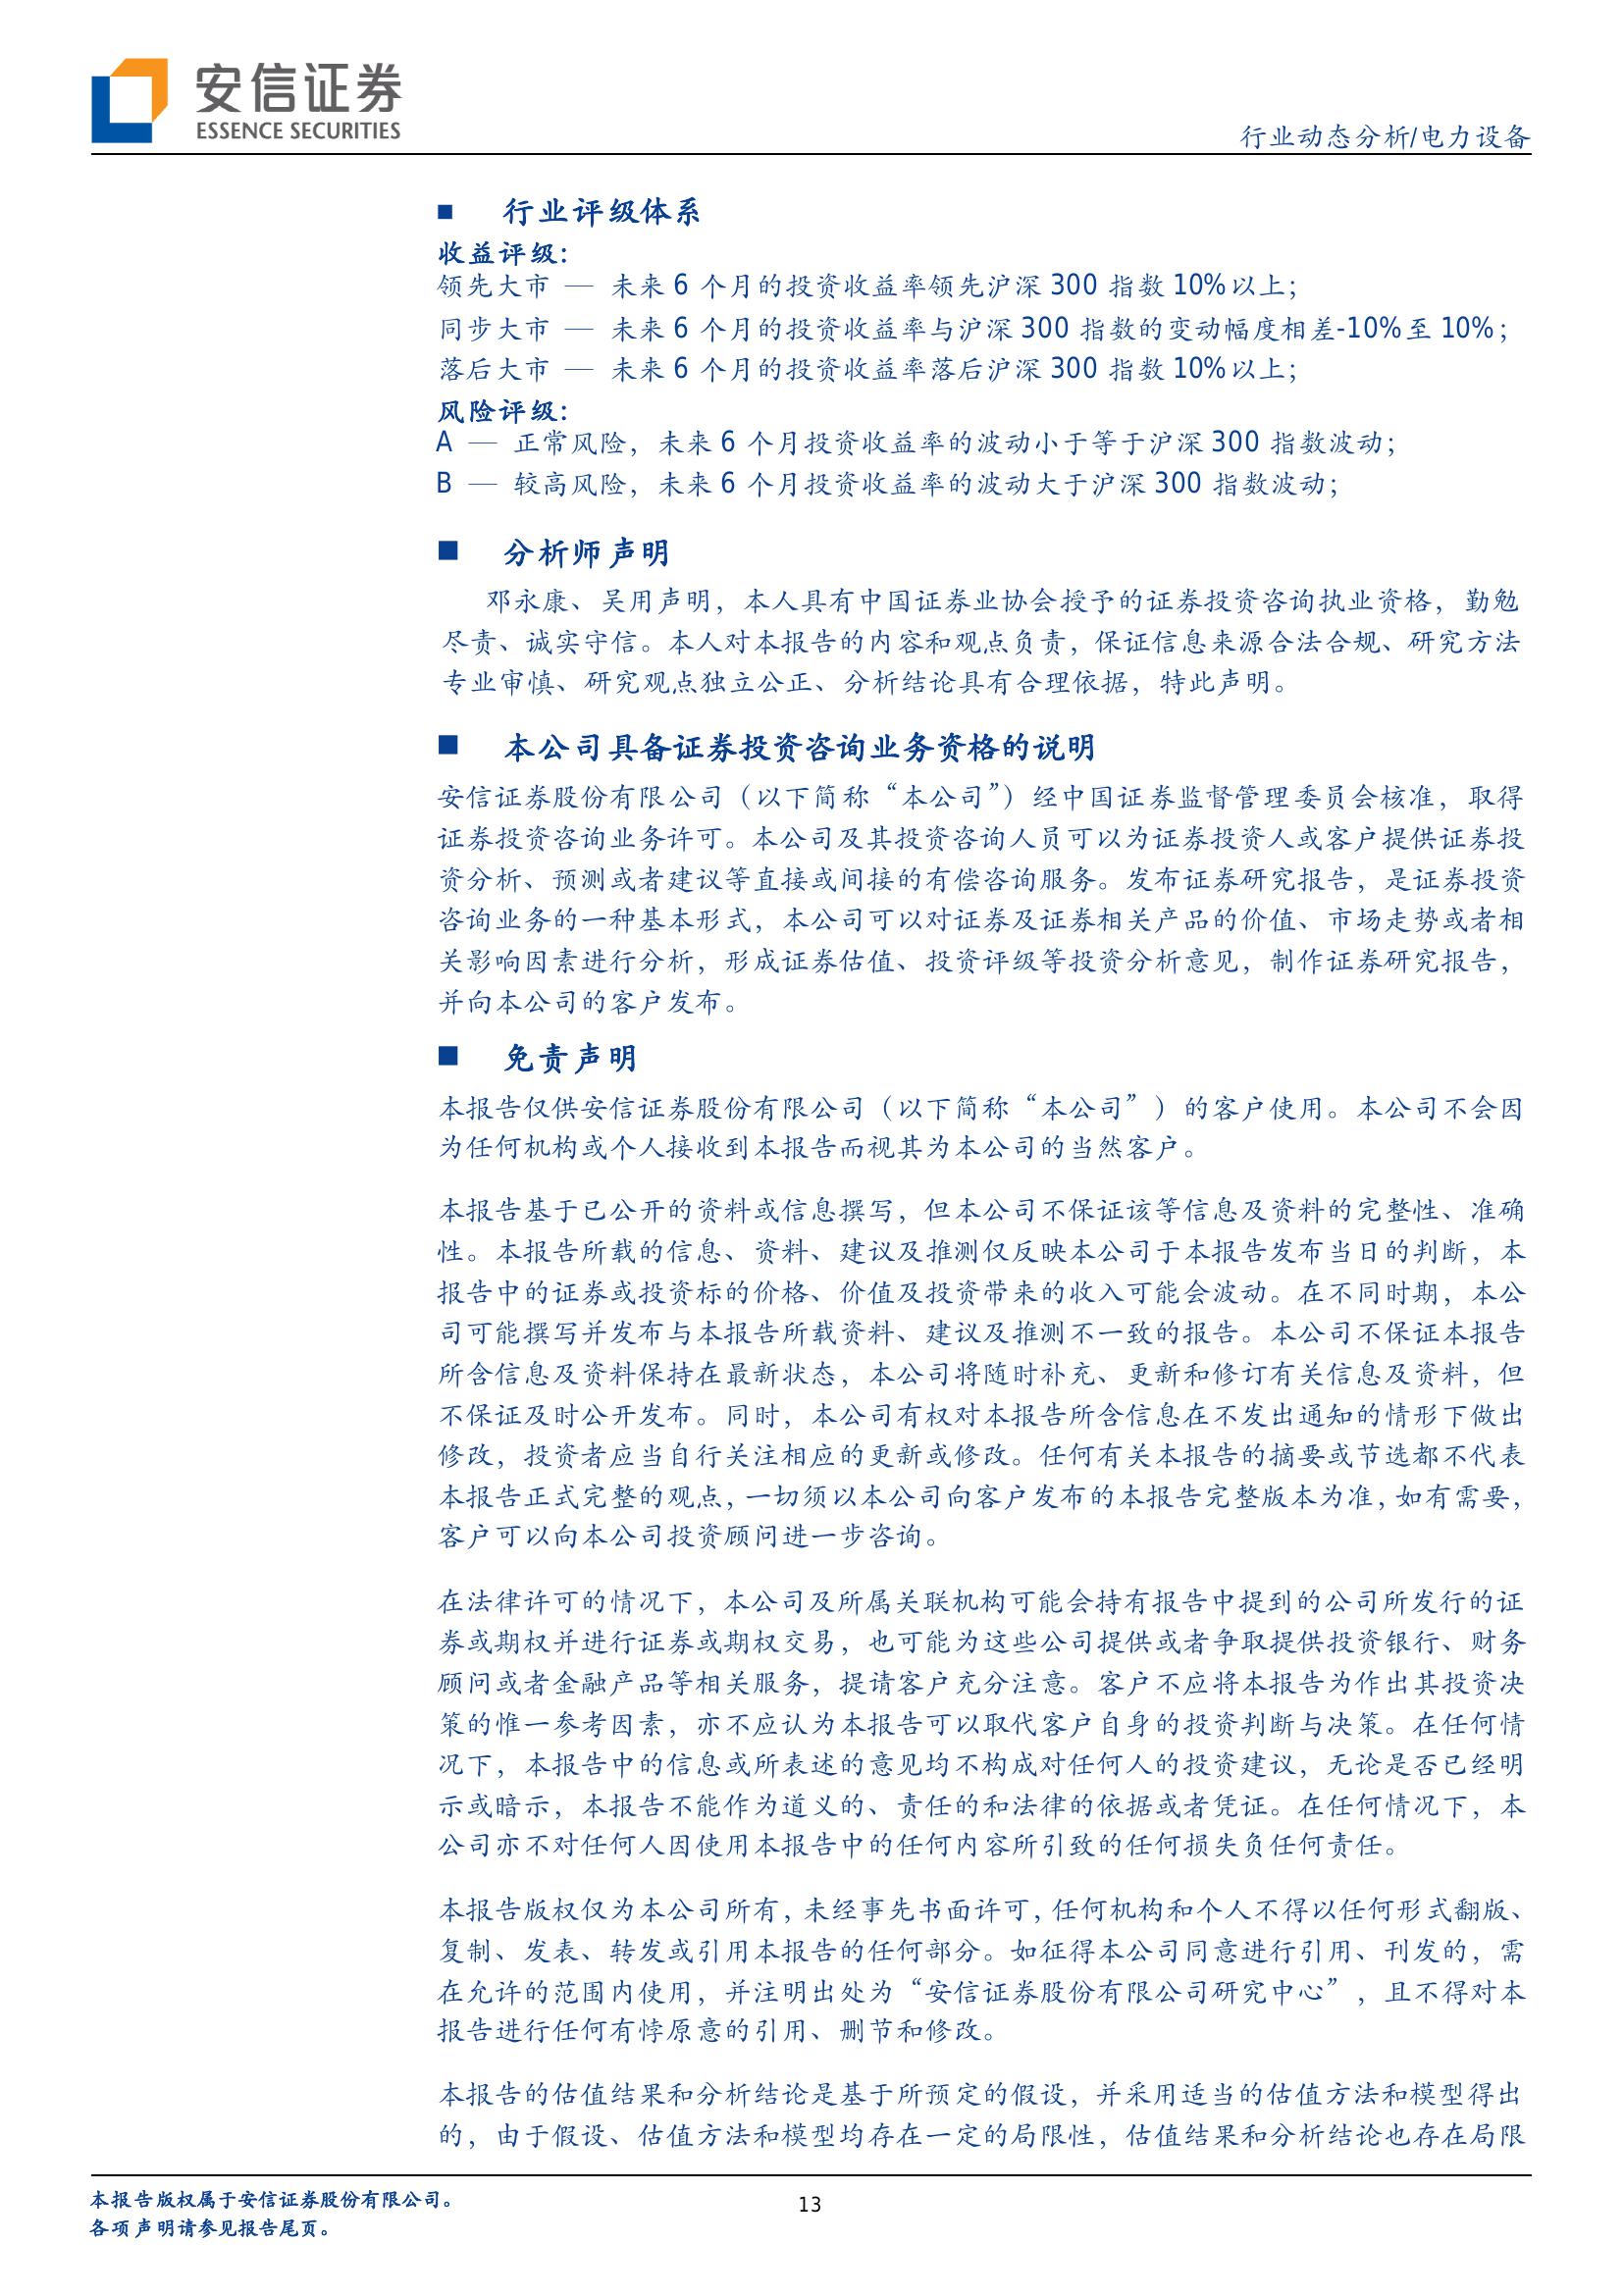 安信证券
ESSENCE SECURITIES
行业动态分析/电力设备
■ 行业评级体系
收益评级：
领先大市 — 未来 6 个月的投资收益率领先沪深 300 指数 10%以上；
同步大市 — 未来 6 个月的投资收益率与沪深 300 指数的变动幅度相差-10%至 10%；
落后大市 — 未来 6 个月的投资收益率落后沪深 300 指数 10%以上；
风险评级：
A — 正常风险，未来 6 个月投资收益率的波动小于等于沪深 300 指数波动；
B — 较高风险，未来 6 个月投资收益率的波动大于沪深 300 指数波动；
■ 分析师声明
邓永康、吴用声明，本人具有中国证券业协会授予的证券投资咨询执业资格，勤勉
尽责、诚实守信。本人对本报告的内容和观点负责，保证信息来源合法合规、研究方法
专业审慎、研究观点独立公正、分析结论具有合理依据，特此声明。
■ 本公司具备证券投资咨询业务资格的说明
安信证券股份有限公司（以下简称“本公司”）经中国证券监督管理委员会核准，取得
证券投资咨询业务许可。本公司及其投资咨询人员可以为证券投资人或客户提供证券投
资分析、预测或者建议等直接或间接的有偿咨询服务。发布证券研究报告，是证券投资
咨询业务的一种基本形式，本公司可以对证券及证券相关产品的价值、市场走势或者相
关影响因素进行分析，形成证券估值、投资评级等投资分析意见，制作证券研究报告，
并向本公司的客户发布。
■ 免责声明
本报告仅供安信证券股份有限公司（以下简称“本公司”）的客户使用。本公司不会因
为任何机构或个人接收到本报告而视其为本公司的当然客户。
本报告基于已公开的资料或信息撰写，但本公司不保证该等信息及资料的完整性、准确
性。本报告所载的信息、资料、建议及推测仅反映本公司于本报告发布当日的判断，本
报告中的证券或投资标的价格、价值及投资带来的收入可能会波动。在不同时期，本公
司可能撰写并发布与本报告所载资料、建议及推测不一致的报告。本公司不保证本报告
所含信息及资料保持在最新状态，本公司将随时补充、更新和修订有关信息及资料，但
不保证及时公开发布。同时，本公司有权对本报告所含信息在不发出通知的情形下做出
修改，投资者应当自行关注相应的更新或修改。任何有关本报告的摘要或节选都不代表
本报告正式完整的观点，一切须以本公司向客户发布的本报告完整版本为准，如有需要，
客户可以向本公司投资顾问进一步咨询。
在法律许可的情况下，本公司及所属关联机构可能会持有报告中提到的公司所发行的证
券或期权并进行证券或期权交易，也可能为这些公司提供或者争取提供投资银行、财务
顾问或者金融产品等相关服务，提请客户充分注意。客户不应将本报告为作出其投资决
策的惟一参考因素，亦不应认为本报告可以取代客户自身的投资判断与决策。在任何情
况下，本报告中的信息或所表述的意见均不构成对任何人的投资建议，无论是否已经明
示或暗示，本报告不能作为道义的、责任的和法律的依据或者凭证。在任何情况下，本
公司亦不对任何人因使用本报告中的任何内容所引致的任何损失负任何责任。
本报告版权仅为本公司所有，未经事先书面许可，任何机构和个人不得以任何形式翻版、
复制、发表、转发或引用本报告的任何部分。如征得本公司同意进行引用、刊发的，需
在允许的范围内使用，并注明出处为“安信证券股份有限公司研究中心”，且不得对本
报告进行任何有悖原意的引用、删节和修改。
本报告的估值结果和分析结论是基于所预定的假设，并采用适当的估值方法和模型得出
的，由于假设、估值方法和模型均存在一定的局限性，估值结果和分析结论也存在局限
本报告版权属于安信证券股份有限公司。
各项声明请参见报告尾页。
13